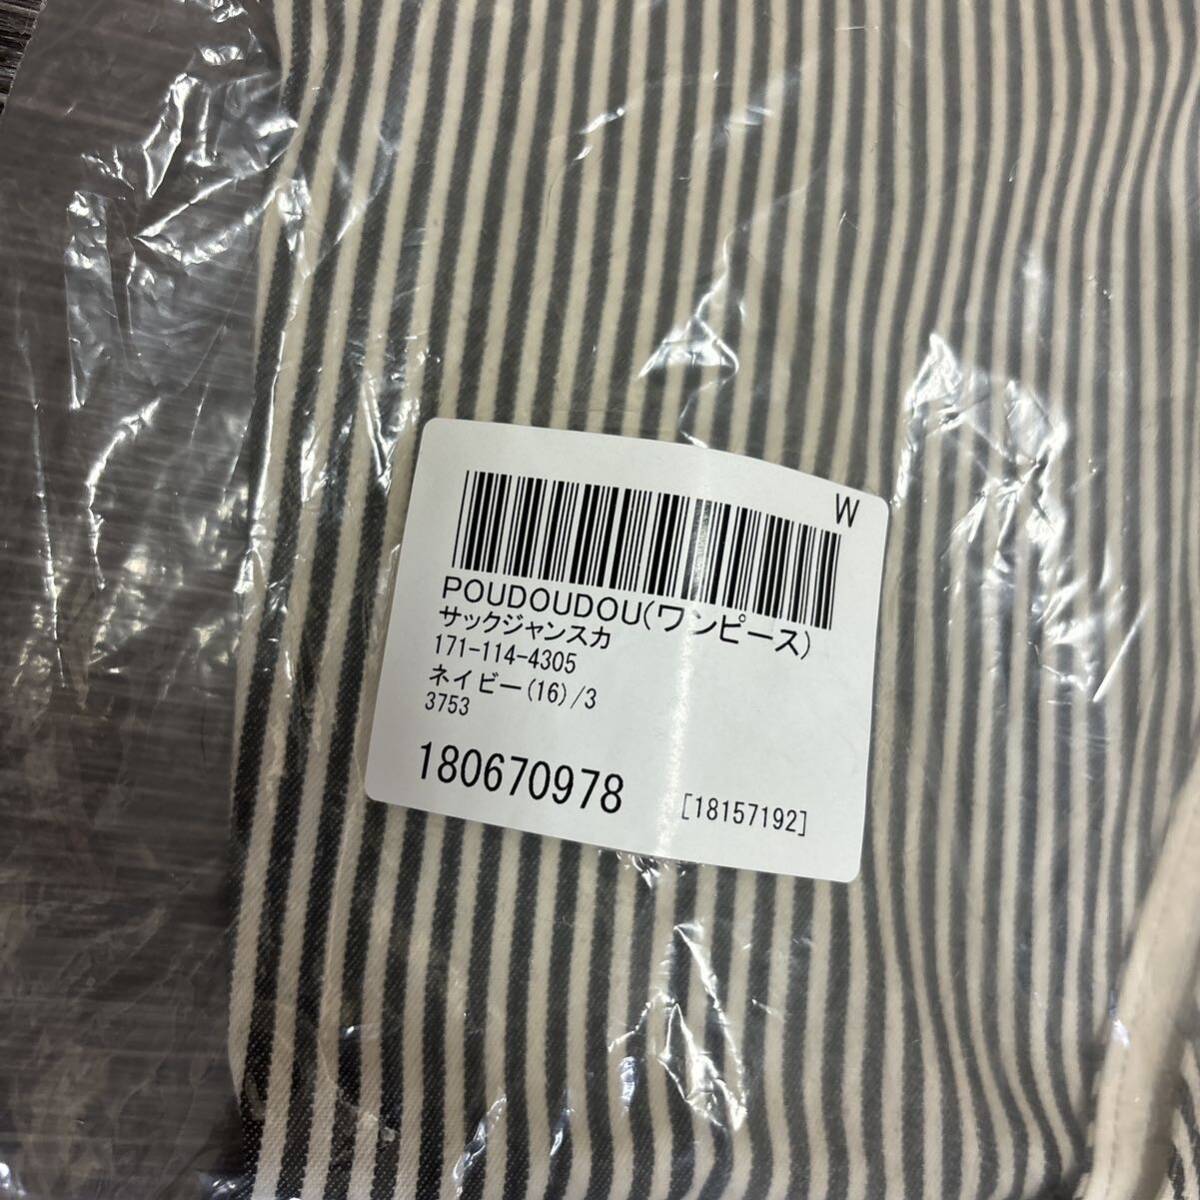 W
POUDOUDOU(ワンピース)
サックジャンスカ
171-114-4305
ネイビー(16)/3
3753
180670978 [18157192]